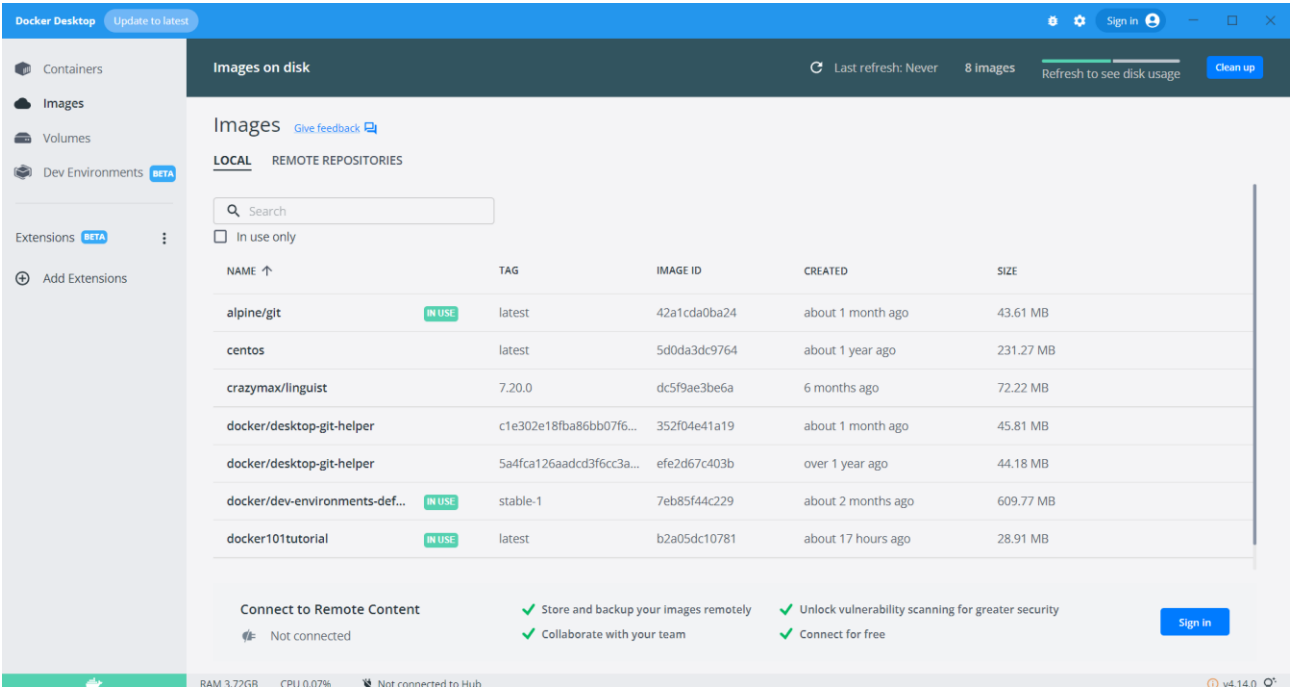 Docker Desktop Update to latest Sign in
Containers
Images
Volumes
Dev Environments BETA
Extensions BETA
Add Extensions
Images on disk Last refresh: Never 8 images Refresh to see disk usage Clean up
Images Give feedback
LOCAL REMOTE REPOSITORIES
Search
In use only
NAME TAG IMAGE ID CREATED SIZE
alpine/git IN USE latest 42a1cda0ba24 about 1 month ago 43.61 MB
centos latest 5d0da3dc9764 about 1 year ago 231.27 MB
crazymax/linguist 7.20.0 dc5f9ae3be6a 6 months ago 72.22 MB
docker/desktop-git-helper c1e302e18fba86bb07f6... 352f04e41a19 about 1 month ago 45.81 MB
docker/desktop-git-helper 5a4fca126aadcd3f6cc3a... efe2d67c403b over 1 year ago 44.18 MB
docker/dev-environments-def... IN USE stable-1 7eb85f44c229 about 2 months ago 609.77 MB
docker101tutorial IN USE latest b2a05dc10781 about 17 hours ago 28.91 MB
Connect to Remote Content
Not connected
Store and backup your images remotely
Collaborate with your team
Unlock vulnerability scanning for greater security
Connect for free
Sign in
RAM 3.72GB CPU 0.07% Not connected to Hub v4.14.0